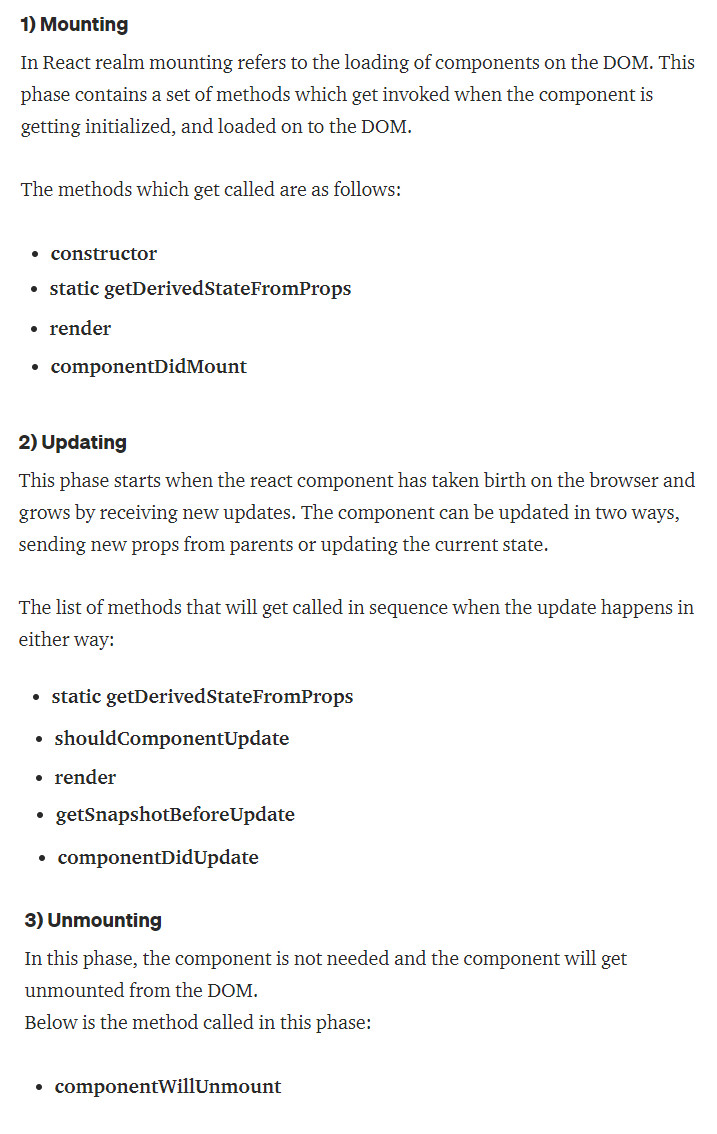 1) Mounting
In React realm mounting refers to the loading of components on the DOM. This
phase contains a set of methods which get invoked when the component is
getting initialized, and loaded on to the DOM.
The methods which get called are as follows:
• constructor
• static getDerivedStateFromProps
• render
• componentDidMount
2) Updating
This phase starts when the react component has taken birth on the browser and
grows by receiving new updates. The component can be updated in two ways,
sending new props from parents or updating the current state.
The list of methods that will get called in sequence when the update happens in
either way:
• static getDerivedStateFromProps
• shouldComponentUpdate
• render
• getSnapshotBeforeUpdate
• componentDidUpdate
3) Unmounting
In this phase, the component is not needed and the component will get
unmounted from the DOM.
Below is the method called in this phase:
• componentWillUnmount